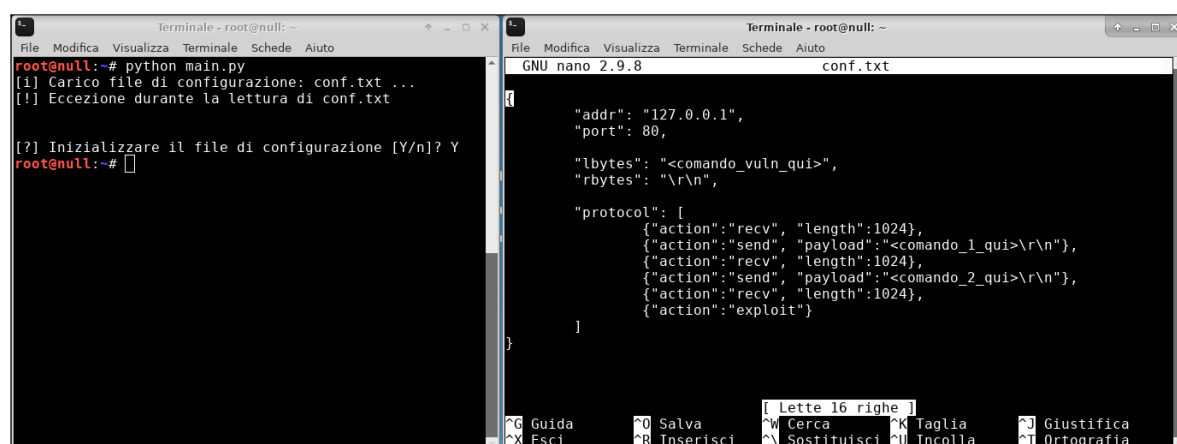 Terminale - root@null: ~
File Modifica Visualizza Terminale Schede Aiuto
root@null:~# python main.py
[i] Carico file di configurazione: conf.txt ...
[!] Eccezione durante la lettura di conf.txt
[?] Inizializzare il file di configurazione [Y/n]? Y
root@null:~#
Terminale - root@null: ~
File Modifica Visualizza Terminale Schede Aiuto
GNU nano 2.9.8 conf.txt
{
"addr": "127.0.0.1",
"port": 80,
"lbytes": "<comando_vuln_qui>",
"rbytes": "\r\n",
"protocol": [
{"action":"recv", "length":1024},
{"action":"send", "payload":"<comando_1_qui>\r\n"},
{"action":"recv", "length":1024},
{"action":"send", "payload":"<comando_2_qui>\r\n"},
{"action":"recv", "length":1024},
{"action":"exploit"}
]
}
[ Lette 16 righe ]
^G Guida ^O Salva ^W Cerca ^K Taglia ^J Giustifica
^X Esci ^R Inserisci ^\ Sostituisci ^U Incolla ^T Ortografia